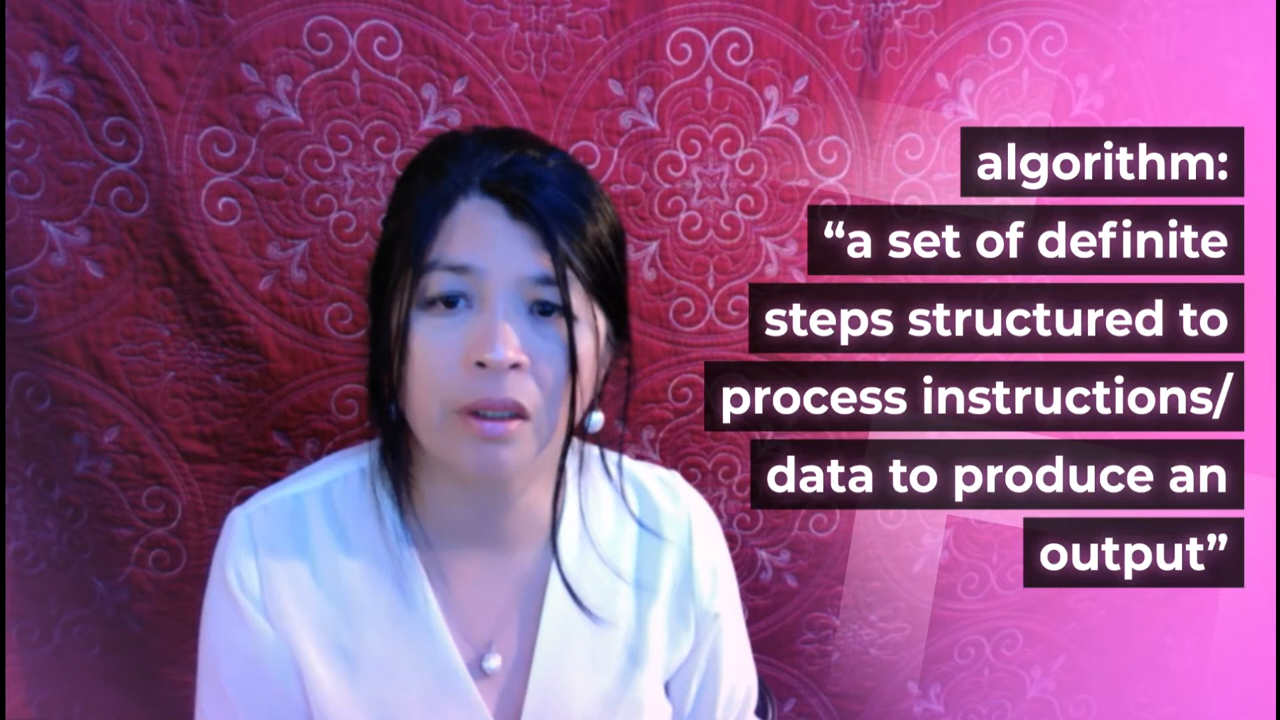 algorithm:
“a set of definite
steps structured to
process instructions/
data to produce an
output”